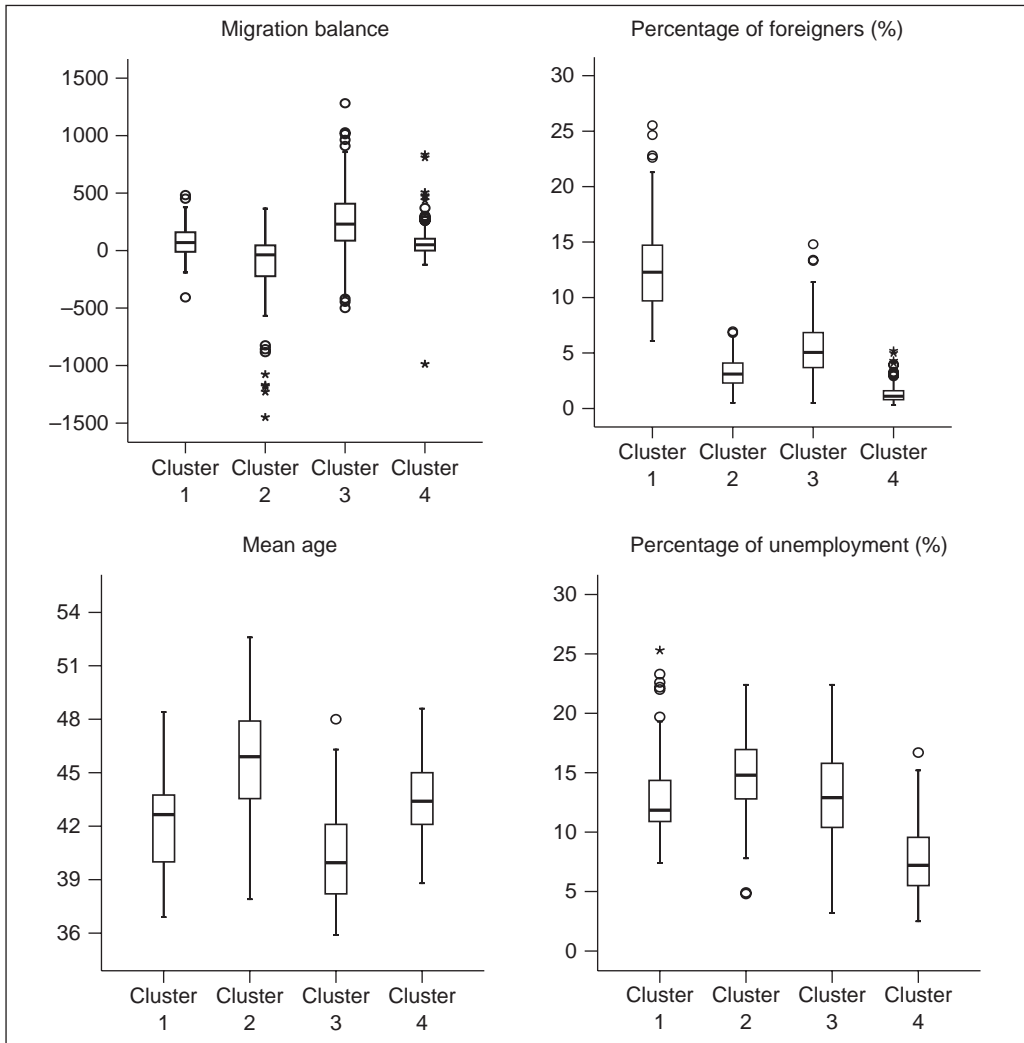 Migration balance
1500
1000
500
0
–500
–1000
–1500
Cluster Cluster Cluster Cluster
1 2 3 4
Percentage of foreigners (%)
30
25
20
15
10
5
0
Cluster Cluster Cluster Cluster
1 2 3 4
Mean age
54
51
48
45
42
39
36
Cluster Cluster Cluster Cluster
1 2 3 4
Percentage of unemployment (%)
30
25
20
15
10
5
0
Cluster Cluster Cluster Cluster
1 2 3 4